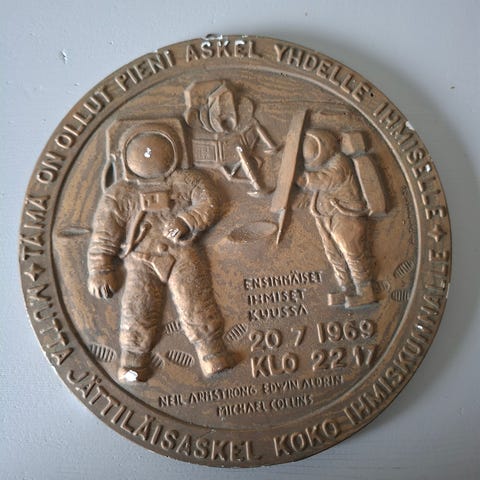 TÄMÄ ON OLLUT PIENI ASKEL YHDELLE IHMISELLE
MUTTA JÄTTILÄISASKEL KOKO IHMISKUNNALLE
ENSINNÄISET
IHMISET
KUUSSA
20 7 1969
KLO 22 17
NEIL ARMSTRONG EDWIN ALDRIN
MICHAEL COLLINS